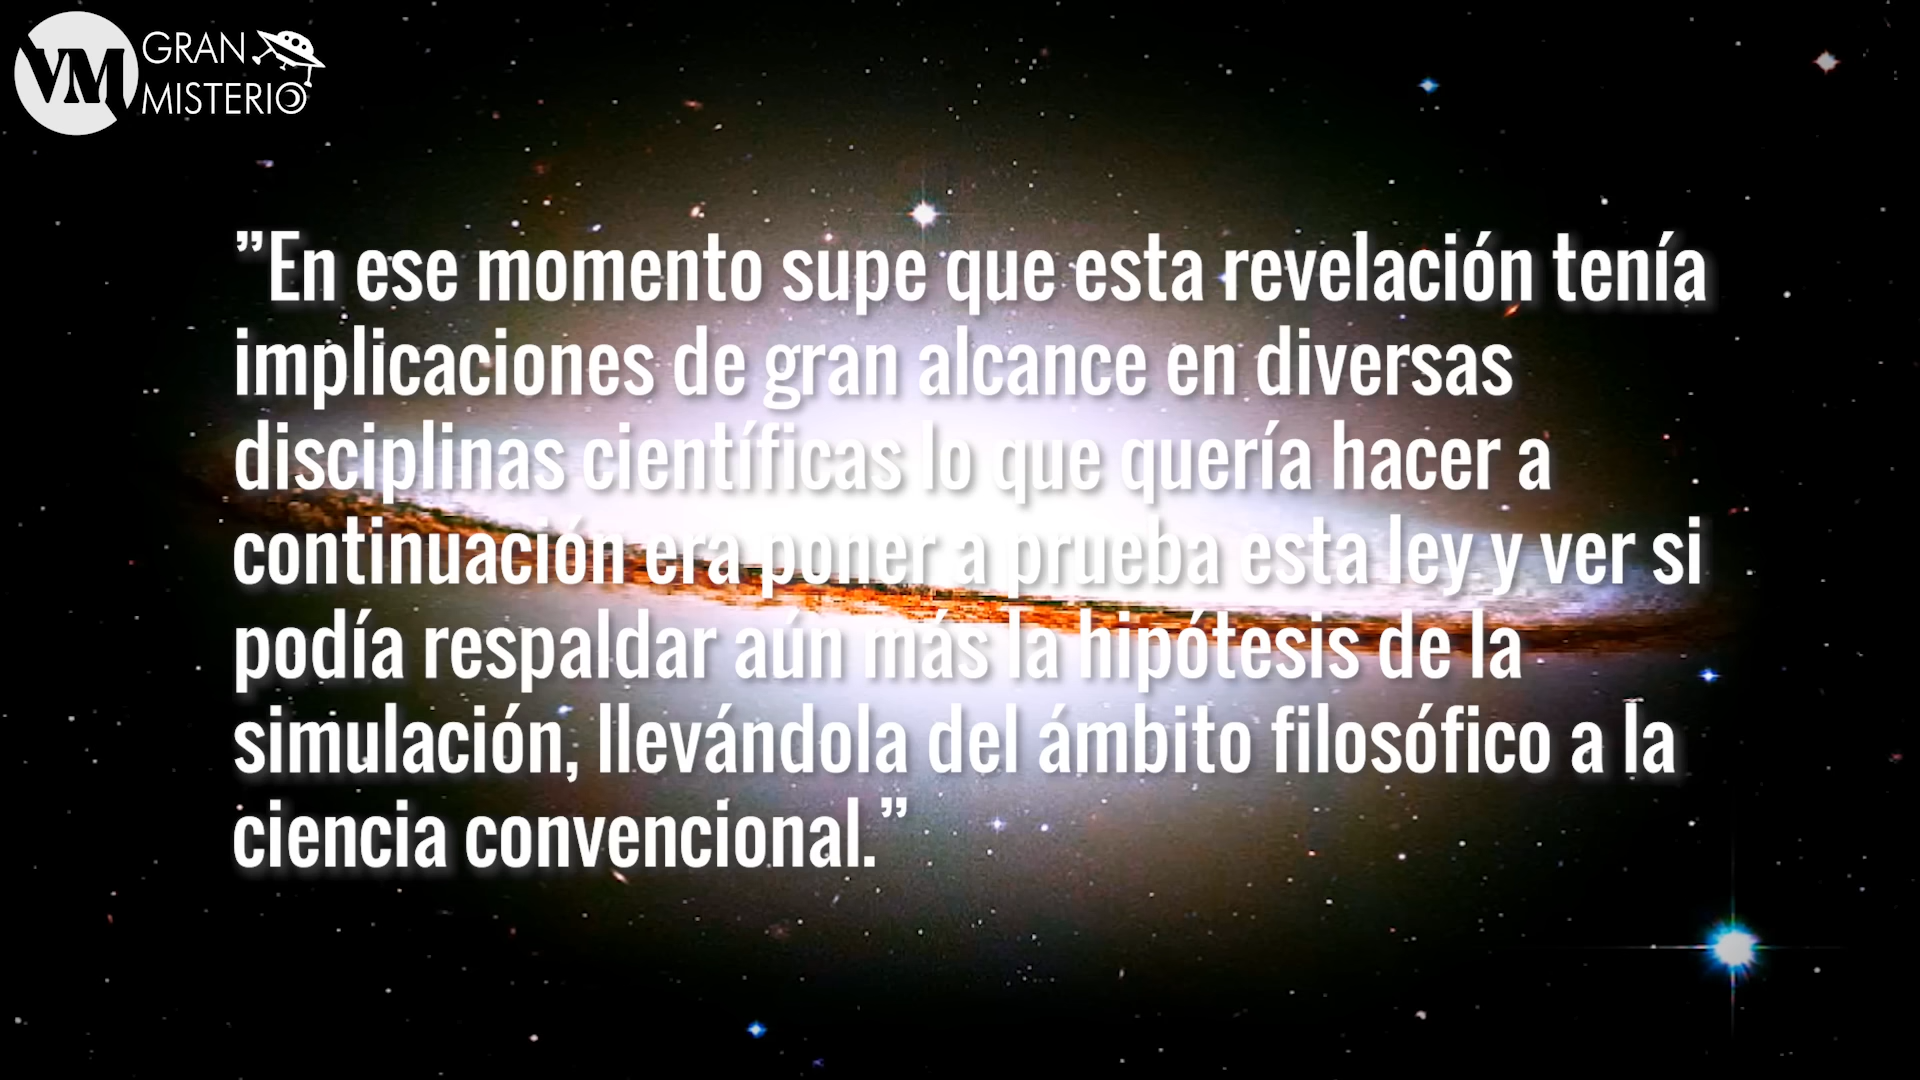 VM GRAN
MISTERIO
”En ese momento supe que esta revelación tenía
implicaciones de gran alcance en diversas
disciplinas científicas lo que quería hacer a
continuación era poner a prueba esta ley y ver si
podía respaldar aún más la hipótesis de la
simulación, llevándola del ámbito filosófico a la
ciencia convencional.”